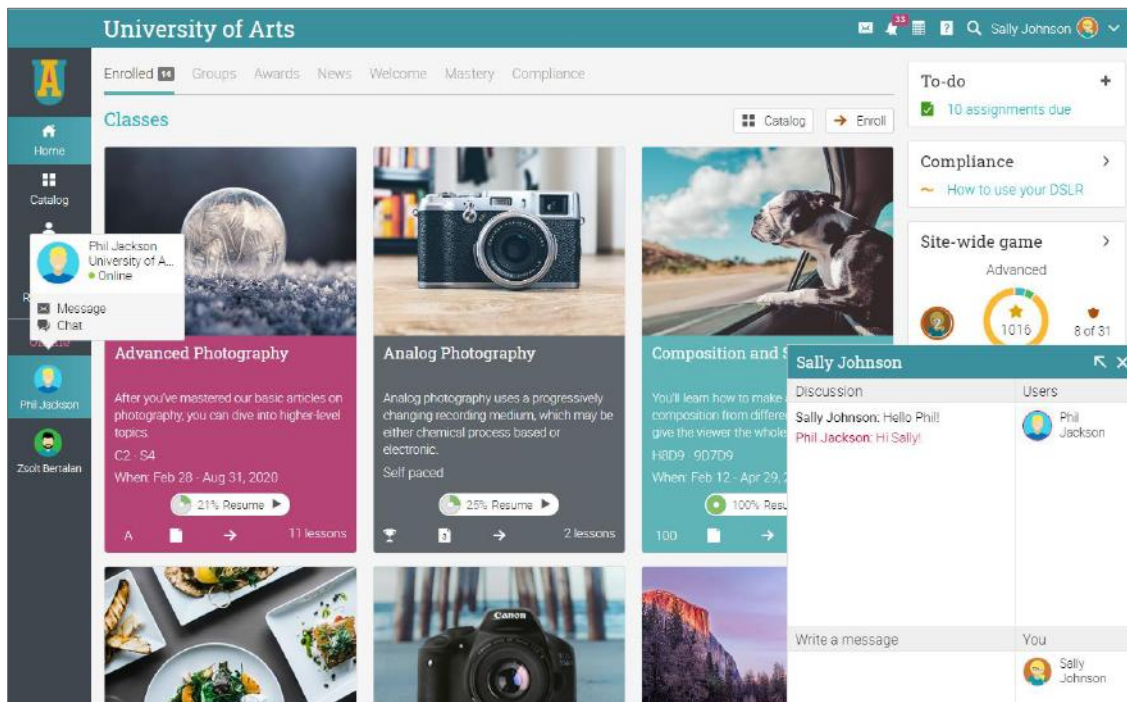 University of Arts
33
Sally Johnson
A
Home
Catalog
Phil Jackson
University of A...
Online
Message
Chat
Phil Jackson
Zsolt Bertalan
Enrolled 14 Groups Awards News Welcome Mastery Compliance
Classes
Catalog
Enroll
Advanced Photography
After you've mastered our basic articles on
photography, you can dive into higher-level
topics.
C2 - S4
When: Feb 28 - Aug 31, 2020
21% Resume
A
11 lessons
Analog Photography
Analog photography uses a progressively
changing recording medium, which may be
either chemical process based or
electronic.
Self paced
25% Resume
3
2 lessons
Composition and S
You'll learn how to make
composition from differe
give the viewer the whole
H8D9 - 9D7D9
When: Feb 12 - Apr 29, 2
100% Resu
100
Canon
To-do
10 assignments due
Compliance
How to use your DSLR
Site-wide game
Advanced
2
1016
8 of 31
Sally Johnson
Discussion
Users
Sally Johnson: Hello Phil!
Phil Jackson: Hi Sally!
Phil
Jackson
Write a message
You
Sally
Johnson